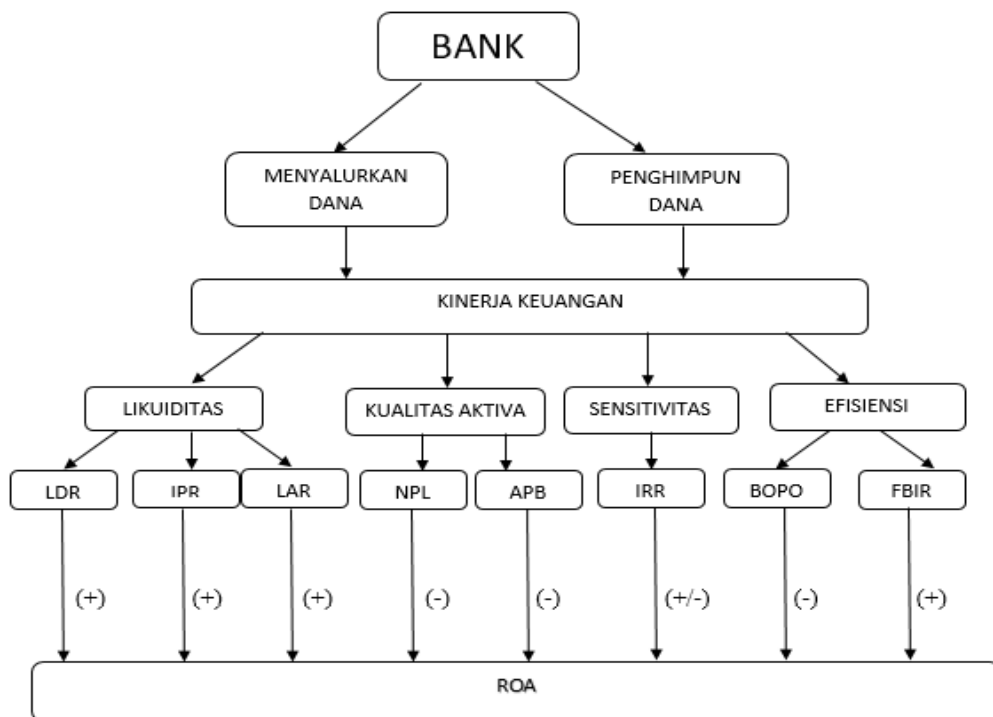 BANK
MENYALURKAN
DANA
PENGHIMPUN
DANA
KINERJA KEUANGAN
LIKUIDITAS
KUALITAS AKTIVA
SENSITIVITAS
EFISIENSI
LDR
IPR
LAR
NPL
APB
IRR
BOPO
FBIR
(+)
(+)
(+)
(-)
(-)
(+/-)
(-)
(+)
ROA